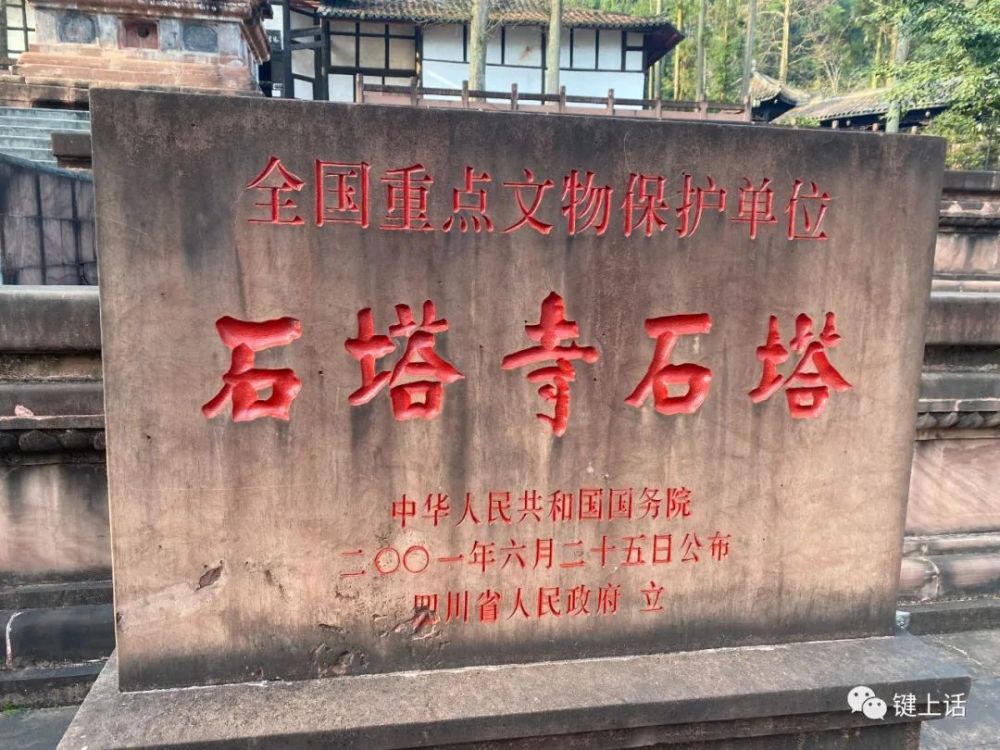 全国重点文物保护单位
石塔寺石塔
中华人民共和国国务院
二〇〇一年六月二十五日公布
四川省人民政府 立
键上话